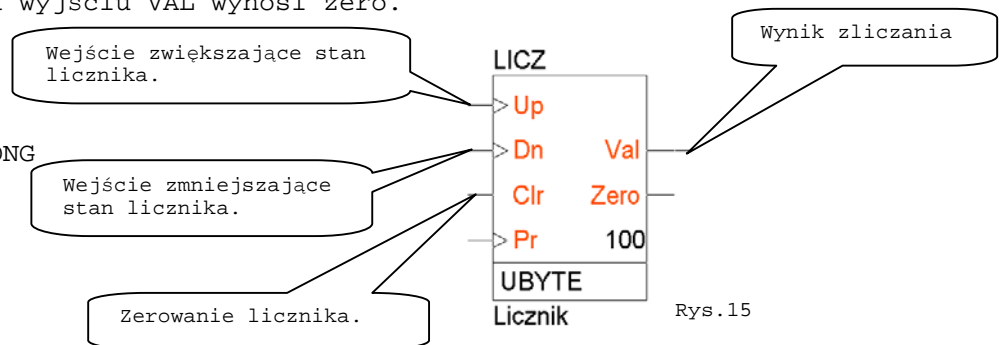 wyjściu VAL wynosi zero.
Wejście zwiększające stan
licznika.
Wynik zliczania
LICZ
Up
Dn
Val
Clr
Zero
Pr
100
UBYTE
Licznik
ONG
Wejście zmniejszające
stan licznika.
Zerowanie licznika.
Rys.15